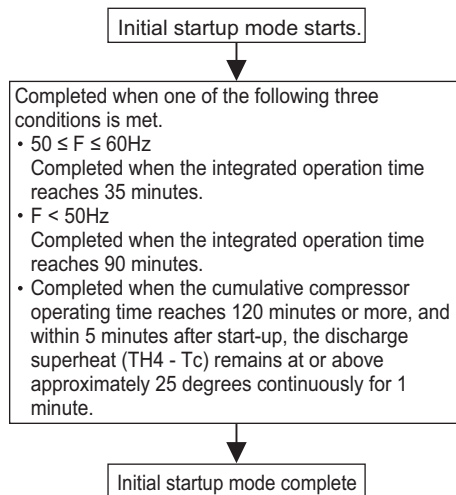 Initial startup mode starts.
Completed when one of the following three
conditions is met.
• 50 ≤ F ≤ 60Hz
Completed when the integrated operation time
reaches 35 minutes.
• F < 50Hz
Completed when the integrated operation time
reaches 90 minutes.
• Completed when the cumulative compressor
operating time reaches 120 minutes or more, and
within 5 minutes after start-up, the discharge
superheat (TH4 - Tc) remains at or above
approximately 25 degrees continuously for 1
minute.
Initial startup mode complete